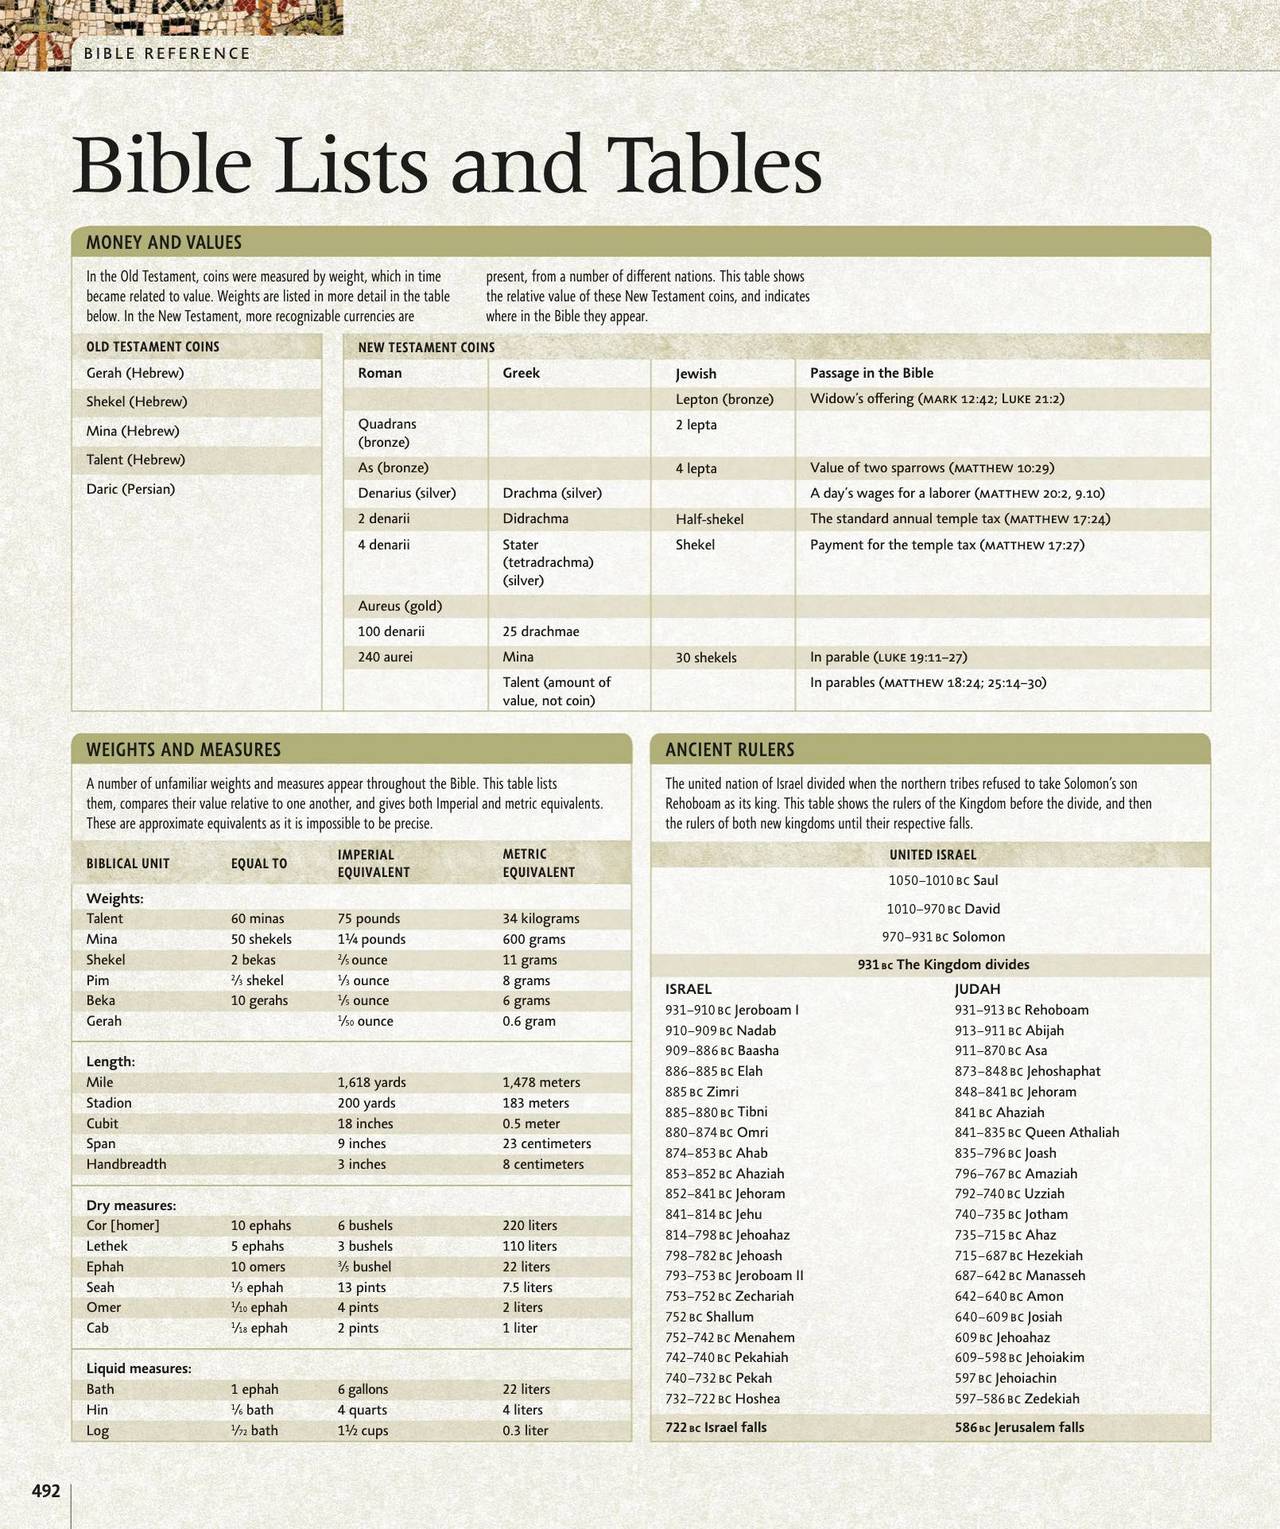 BIBLE REFERENCE
Bible Lists and Tables
MONEY AND VALUES
In the Old Testament, coins were measured by weight, which in time
became related to value. Weights are listed in more detail in the table
below. In the New Testament, more recognizable currencies are
present, from a number of different nations. This table shows
the relative value of these New Testament coins, and indicates
where in the Bible they appear.
OLD TESTAMENT COINS
Gerah (Hebrew)
Shekel (Hebrew)
Mina (Hebrew)
Talent (Hebrew)
Daric (Persian)
NEW TESTAMENT COINS
Roman Greek Jewish Passage in the Bible
Lepton (bronze) Widow's offering (MARK 12:42; LUKE 21:2)
Quadrans 2 lepta
(bronze)
As (bronze) 4 lepta Value of two sparrows (MATTHEW 10:29)
Denarius (silver) Drachma (silver) A day's wages for a laborer (MATTHEW 20:2, 9.10)
2 denarii Didrachma Half-shekel The standard annual temple tax (MATTHEW 17:24)
4 denarii Stater Shekel Payment for the temple tax (MATTHEW 17:27)
(tetradrachma)
(silver)
Aureus (gold)
100 denarii 25 drachmae
240 aurei Mina 30 shekels In parable (LUKE 19:11–27)
Talent (amount of In parables (MATTHEW 18:24; 25:14–30)
value, not coin)
WEIGHTS AND MEASURES
A number of unfamiliar weights and measures appear throughout the Bible. This table lists
them, compares their value relative to one another, and gives both Imperial and metric equivalents.
These are approximate equivalents as it is impossible to be precise.
BIBLICAL UNIT EQUAL TO IMPERIAL EQUIVALENT METRIC EQUIVALENT
Weights:
Talent 60 minas 75 pounds 34 kilograms
Mina 50 shekels 1¼ pounds 600 grams
Shekel 2 bekas ⅖ ounce 11 grams
Pim ⅔ shekel ⅓ ounce 8 grams
Beka 10 gerahs ⅕ ounce 6 grams
Gerah 1/50 ounce 0.6 gram
Length:
Mile 1,618 yards 1,478 meters
Stadion 200 yards 183 meters
Cubit 18 inches 0.5 meter
Span 9 inches 23 centimeters
Handbreadth 3 inches 8 centimeters
Dry measures:
Cor [homer] 10 ephahs 6 bushels 220 liters
Lethek 5 ephahs 3 bushels 110 liters
Ephah 10 omers ⅗ bushel 22 liters
Seah ⅓ ephah 13 pints 7.5 liters
Omer 1/10 ephah 4 pints 2 liters
Cab 1/18 ephah 2 pints 1 liter
Liquid measures:
Bath 1 ephah 6 gallons 22 liters
Hin ⅙ bath 4 quarts 4 liters
Log 1/72 bath 1½ cups 0.3 liter
ANCIENT RULERS
The united nation of Israel divided when the northern tribes refused to take Solomon's son
Rehoboam as its king. This table shows the rulers of the Kingdom before the divide, and then
the rulers of both new kingdoms until their respective falls.
UNITED ISRAEL
1050–1010 BC Saul
1010–970 BC David
970–931 BC Solomon
931 BC The Kingdom divides
ISRAEL
931–910 BC Jeroboam I
910–909 BC Nadab
909–886 BC Baasha
886–885 BC Elah
885 BC Zimri
885–880 BC Tibni
880–874 BC Omri
874–853 BC Ahab
853–852 BC Ahaziah
852–841 BC Jehoram
841–814 BC Jehu
814–798 BC Jehoahaz
798–782 BC Jehoash
793–753 BC Jeroboam II
753–752 BC Zechariah
752 BC Shallum
752–742 BC Menahem
742–740 BC Pekahiah
740–732 BC Pekah
732–722 BC Hoshea
722 BC Israel falls
JUDAH
931–913 BC Rehoboam
913–911 BC Abijah
911–870 BC Asa
873–848 BC Jehoshaphat
848–841 BC Jehoram
841 BC Ahaziah
841–835 BC Queen Athaliah
835–796 BC Joash
796–767 BC Amaziah
792–740 BC Uzziah
740–735 BC Jotham
735–715 BC Ahaz
715–687 BC Hezekiah
687–642 BC Manasseh
642–640 BC Amon
640–609 BC Josiah
609 BC Jehoahaz
609–598 BC Jehoiakim
597 BC Jehoiachin
597–586 BC Zedekiah
586 BC Jerusalem falls
492